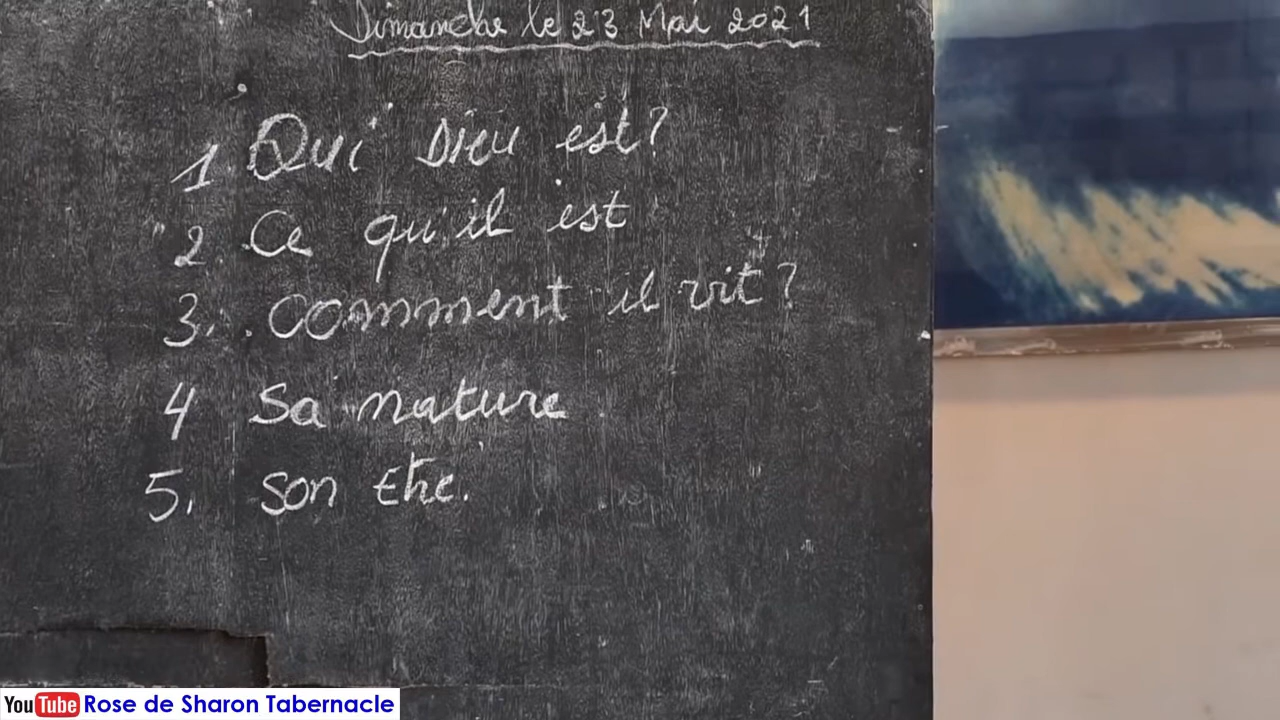 Dimanche le 23 Mai 2021
1. Qui Dieu est?
2. Ce qu'il est
3. Comment il vit?
4 Sa nature
5. Son Etre.
YouTube Rose de Sharon Tabernacle